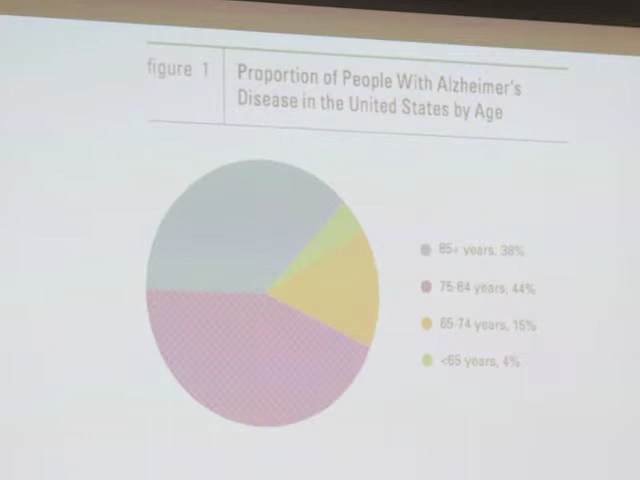 figure 1
Proportion of People With Alzheimer's
Disease in the United States by Age
85+ years, 38%
75-84 years, 44%
65-74 years, 15%
<65 years, 4%